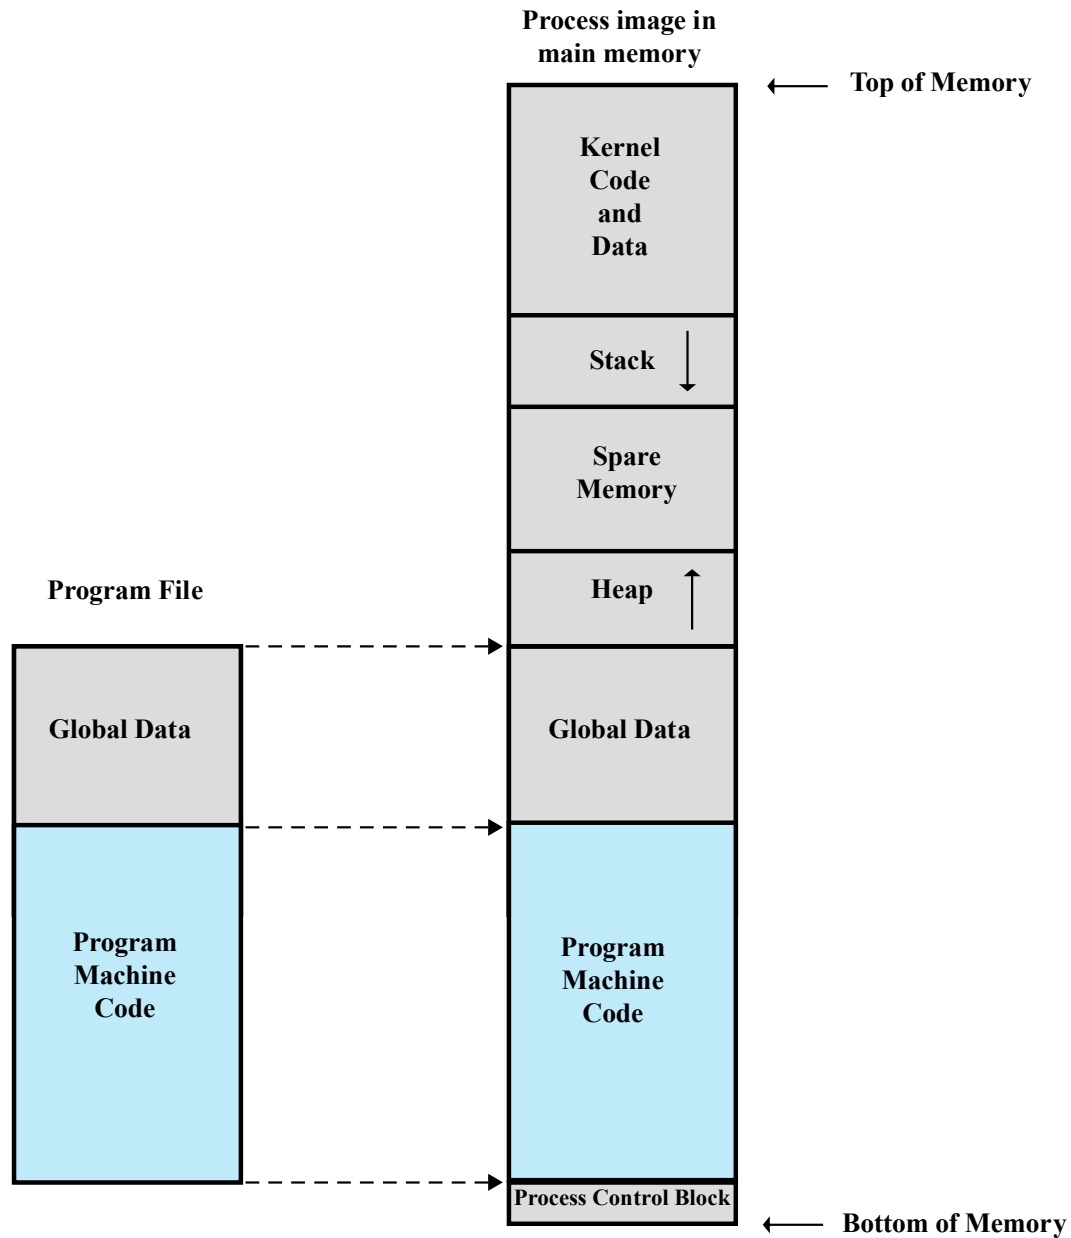 Process image in
main memory
Top of Memory
Kernel
Code
and
Data
Stack
Spare
Memory
Heap
Program File
Global Data
Global Data
Program
Machine
Code
Program
Machine
Code
Process Control Block
Bottom of Memory